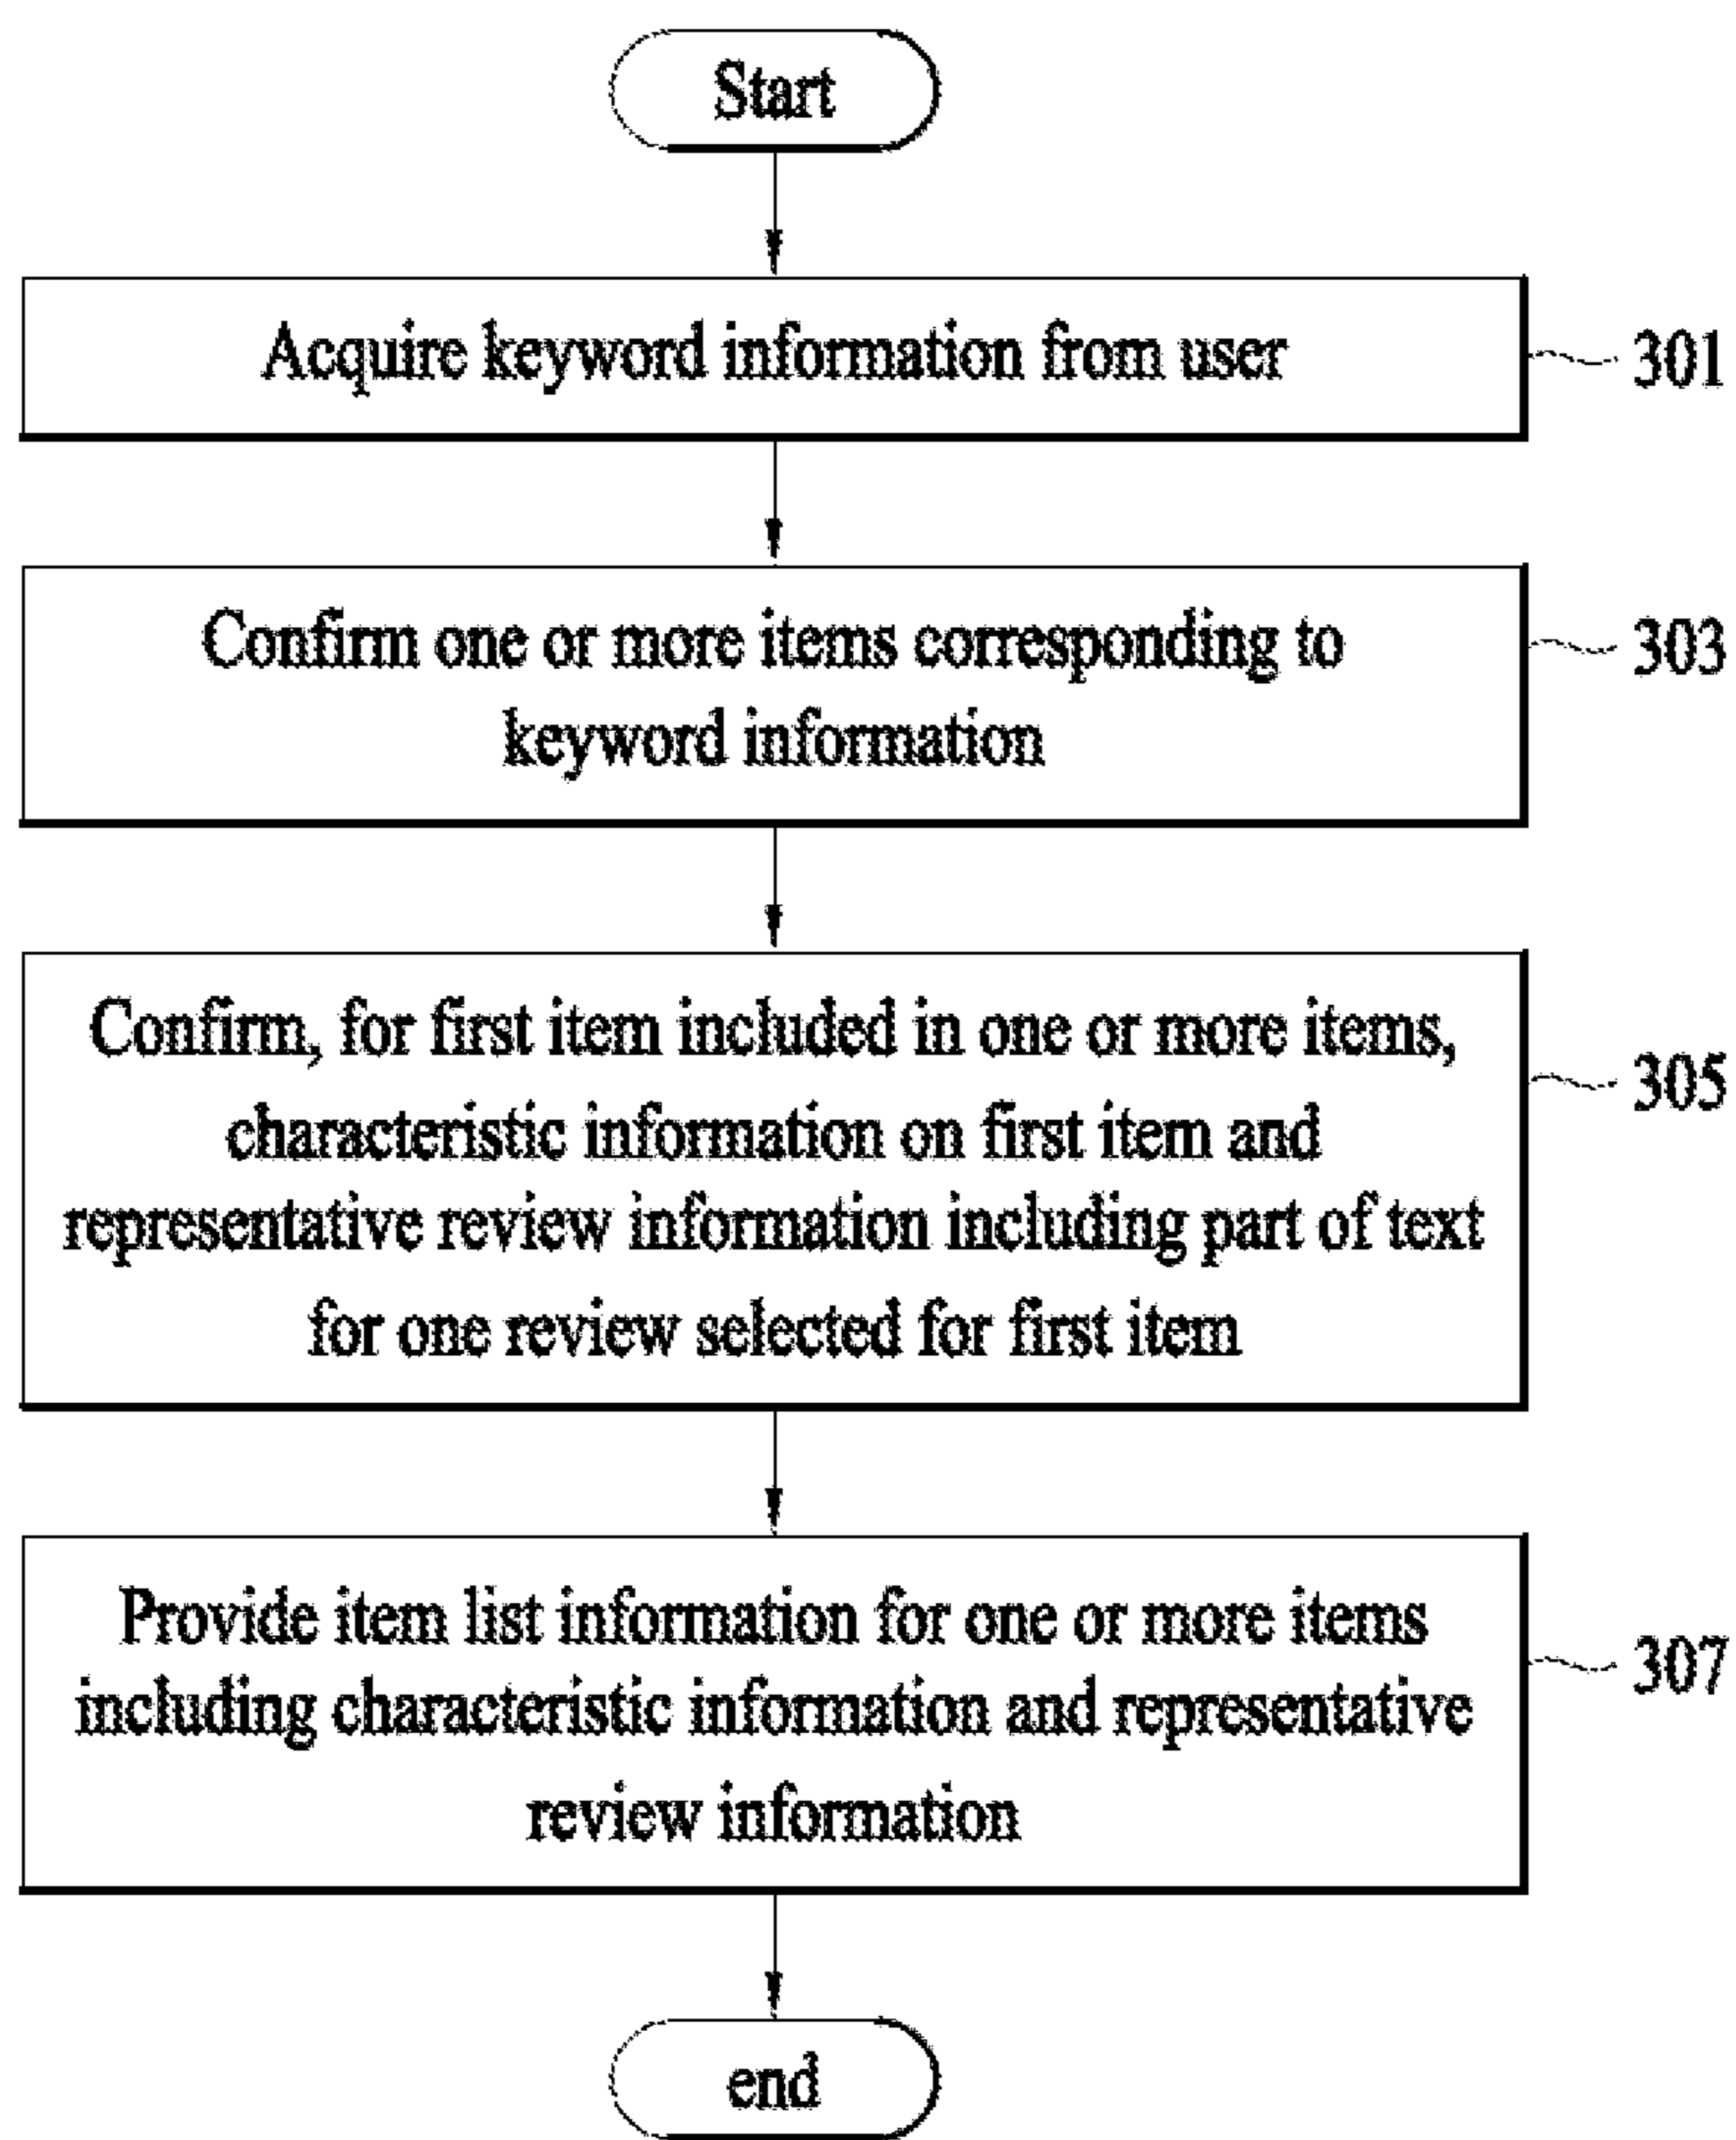 Start
Acquire keyword information from user
301
Confirm one or more items corresponding to
keyword information
303
Confirm, for first item included in one or more items,
characteristic information on first item and
representative review information including part of text
for one review selected for first item
305
Provide item list information for one or more items
including characteristic information and representative
review information
307
end